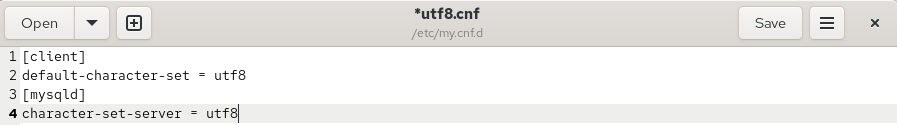 Open
*utf8.cnf
/etc/my.cnf.d
Save
1 [client]
2 default-character-set = utf8
3 [mysqld]
4 character-set-server = utf8